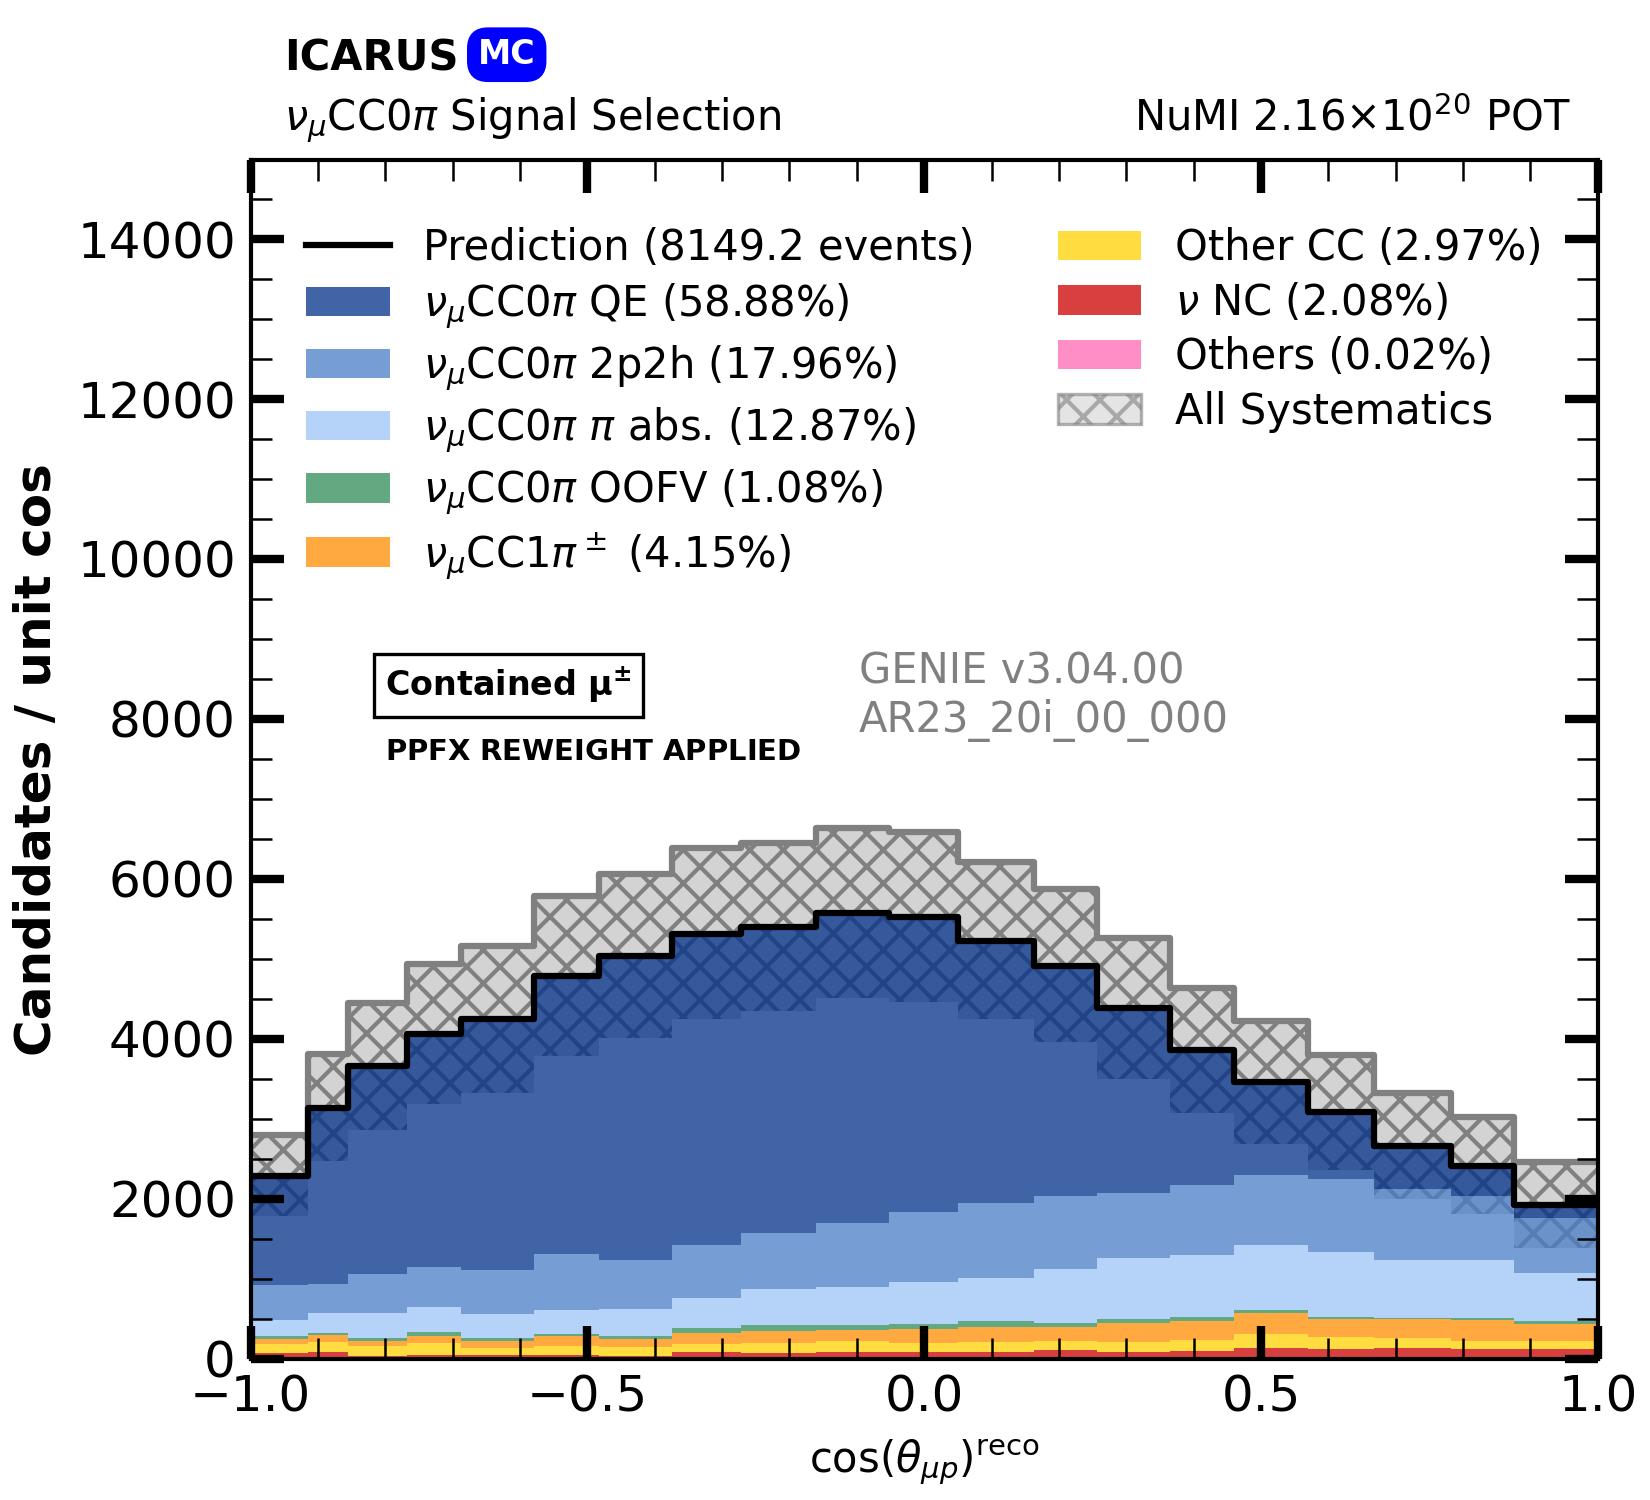 ICARUS MC
νμCC0π Signal Selection
NuMI 2.16×10²⁰ POT
14000
12000
10000
8000
6000
4000
2000
0
Candidates / unit cos
Prediction (8149.2 events)
νμCC0π QE (58.88%)
νμCC0π 2p2h (17.96%)
νμCC0π π abs. (12.87%)
νμCC0π OOFV (1.08%)
νμCC1π± (4.15%)
Other CC (2.97%)
ν NC (2.08%)
Others (0.02%)
All Systematics
Contained μ±
PPFX REWEIGHT APPLIED
GENIE v3.04.00
AR23_20i_00_000
−1.0 −0.5 0.0 0.5 1.0
cos(θμp)reco